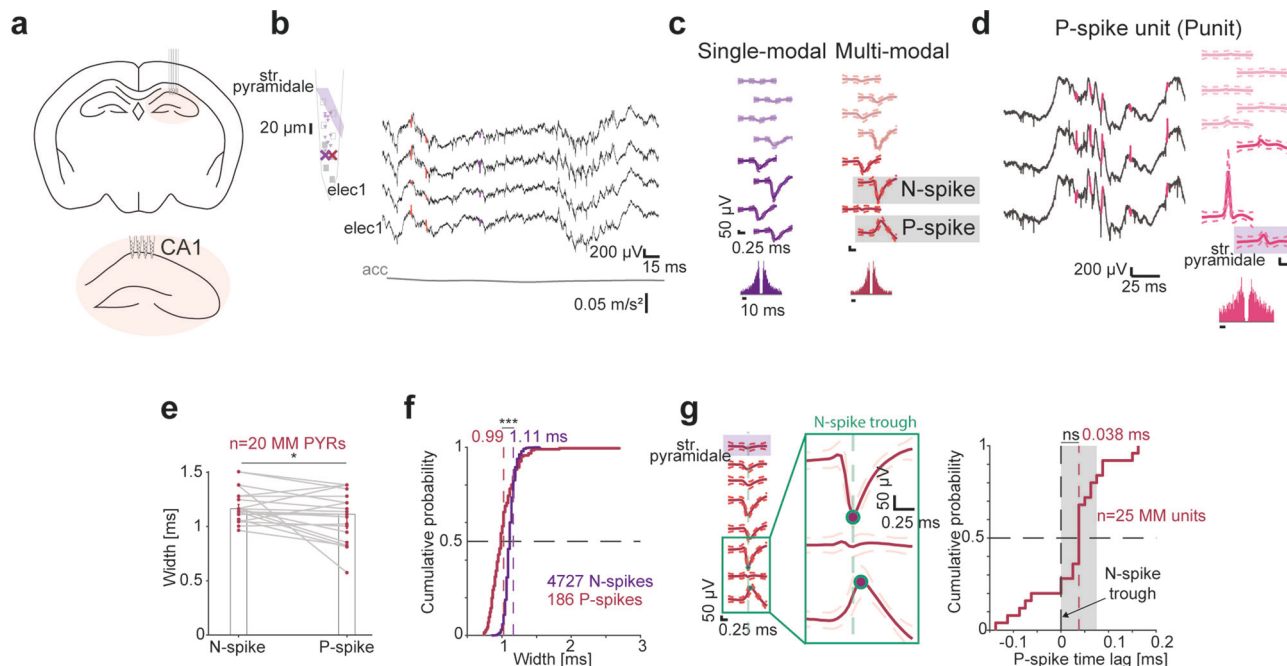 a
CA1
b
str.
pyramidale
20 µm
elec1
elec1
200 µV
15 ms
acc
0.05 m/s²
c
Single-modal
Multi-modal
N-spike
P-spike
50 µV
0.25 ms
10 ms
d
P-spike unit (Punit)
str.
pyramidale
200 µV
25 ms
e
n=20 MM PYRs
*
1.5
1
0.5
0
Width [ms]
N-spike
P-spike
f
***
0.99
1.11 ms
1
0.5
0
Cumulative probability
4727 N-spikes
186 P-spikes
1
2
3
Width [ms]
g
N-spike trough
str.
pyramidale
50 µV
0.25 ms
50 µV
0.25 ms
ns
0.038 ms
1
0.5
0
Cumulative probability
n=25 MM units
N-spike
trough
-0.1
0
0.1
0.2
P-spike time lag [ms]